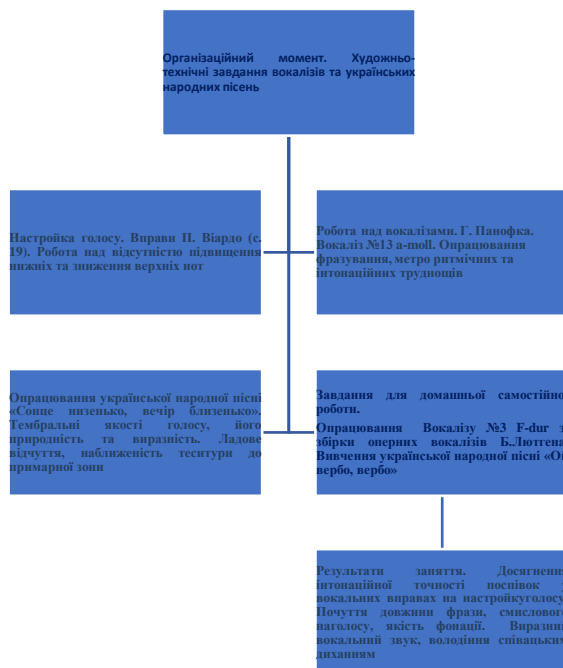 Організаційний момент. Художньо-
технічні завдання вокалізів та українських
народних пісень
Настройка голосу. Вправи П. Віардо (с.
19). Робота над відсутністю підвищення
нижніх та зниження верхніх нот
Робота над вокалізами. Г. Панофка.
Вокаліз №13 a-moll. Опрацювання
фразування, метро ритмічних та
інтонаційних труднощів
Опрацювання української народної пісні
«Сонце низенько, вечір близенько».
Тембральні якості голосу, його
природність та виразність. Ладове
відчуття, наближеність теситури до
примарної зони
Завдання для домашньої самостійної
роботи.
Опрацювання Вокалізу №3 F-dur з
збірки оперних вокалізів Б.Лютгена.
Вивчення української народної пісні «Ой
вербо, вербо»
Результати заняття. Досягнення
інтонаційної точності поспівок у
вокальних вправах на настройкуголосу.
Почуття довжини фрази, смислового
наголосу, якість фонації. Виразний
вокальний звук, володіння співацьким
диханням